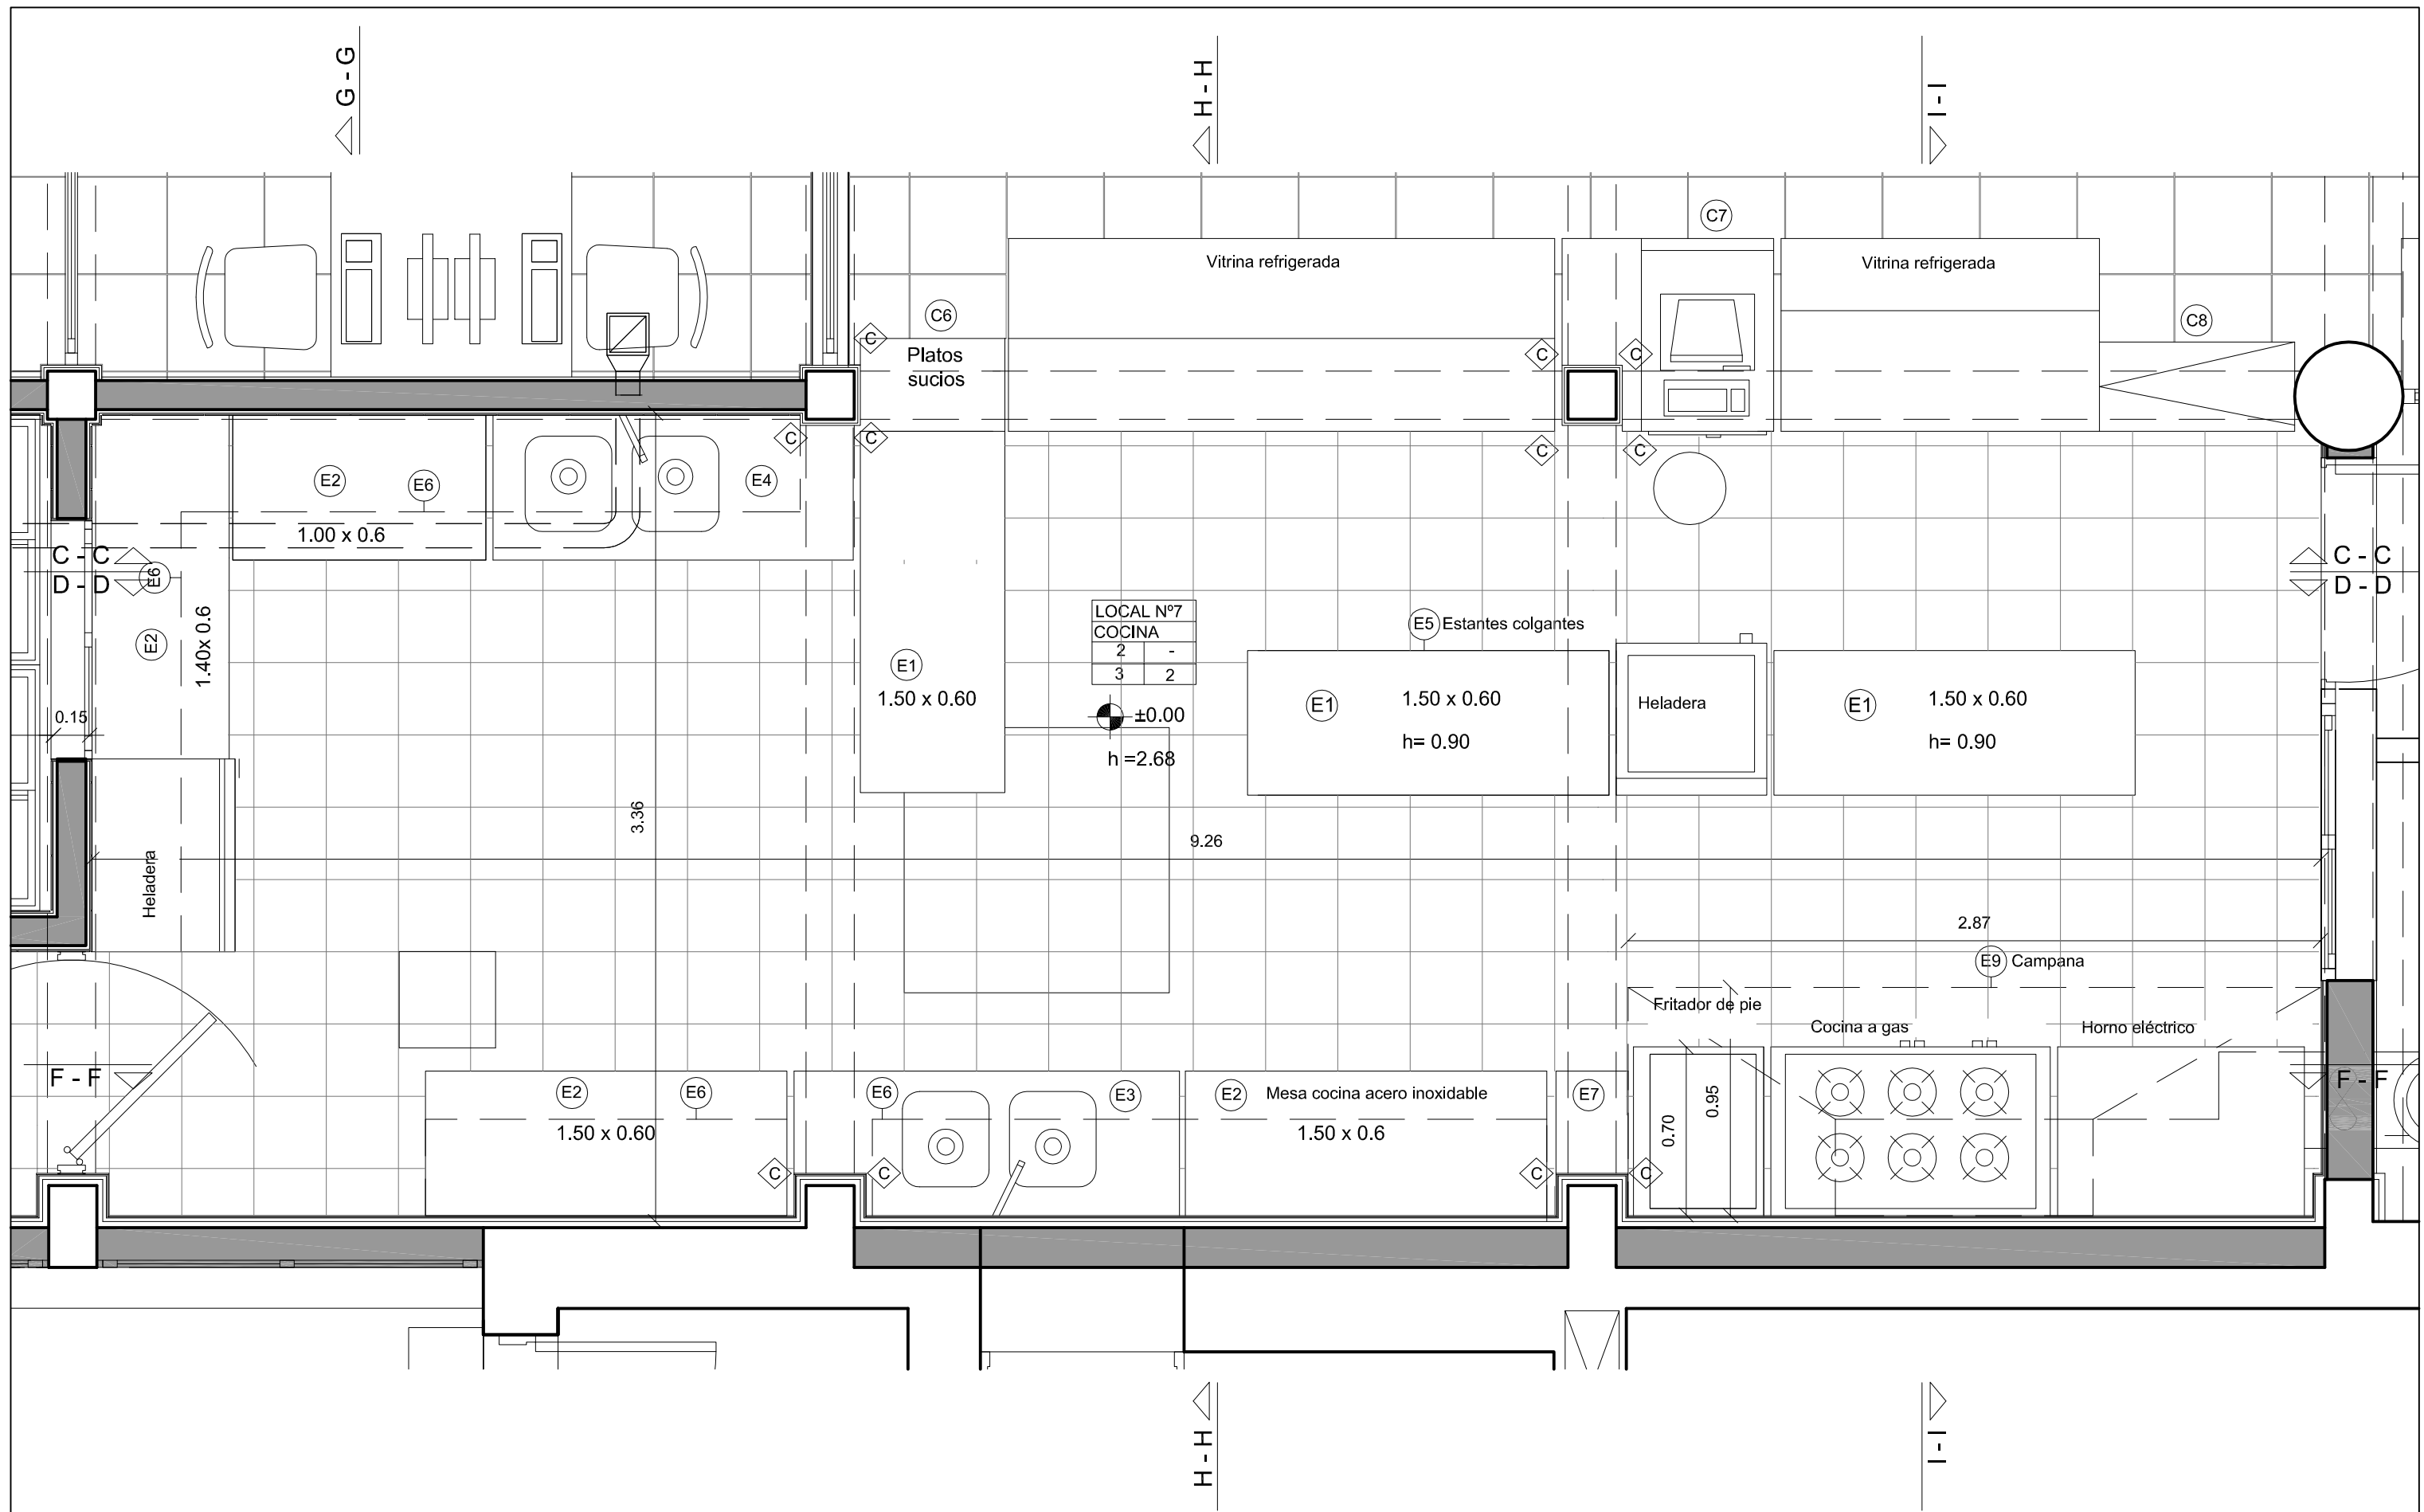 G - G
H - H
I - I
C7
Vitrina refrigerada
Vitrina refrigerada
C6
C8
C
Platos
sucios
C
C
C
C
C
C
E2
E6
E4
1.00 x 0.6
C - C
D - D
E6
C - C
D - D
E2
1.40x 0.6
LOCAL Nº7
COCINA
2 -
3 2
E5 Estantes colgantes
E1
1.50 x 0.60
E1
1.50 x 0.60
h= 0.90
Heladera
E1
1.50 x 0.60
h= 0.90
0.15
±0.00
h =2.68
3.36
9.26
Heladera
2.87
E9 Campana
Fritador de pie
Cocina a gas
Horno eléctrico
F - F
F - F
E2
E6
1.50 x 0.60
E6
E3
E2
Mesa cocina acero inoxidable
1.50 x 0.6
E7
0.70
0.95
C
C
C
C
H - H
I - I